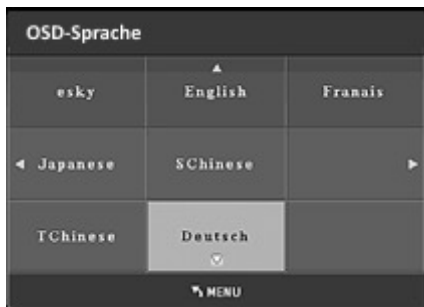 OSD-Sprache
esky English Franais
Japanese SChinese
TChinese Deutsch
MENU